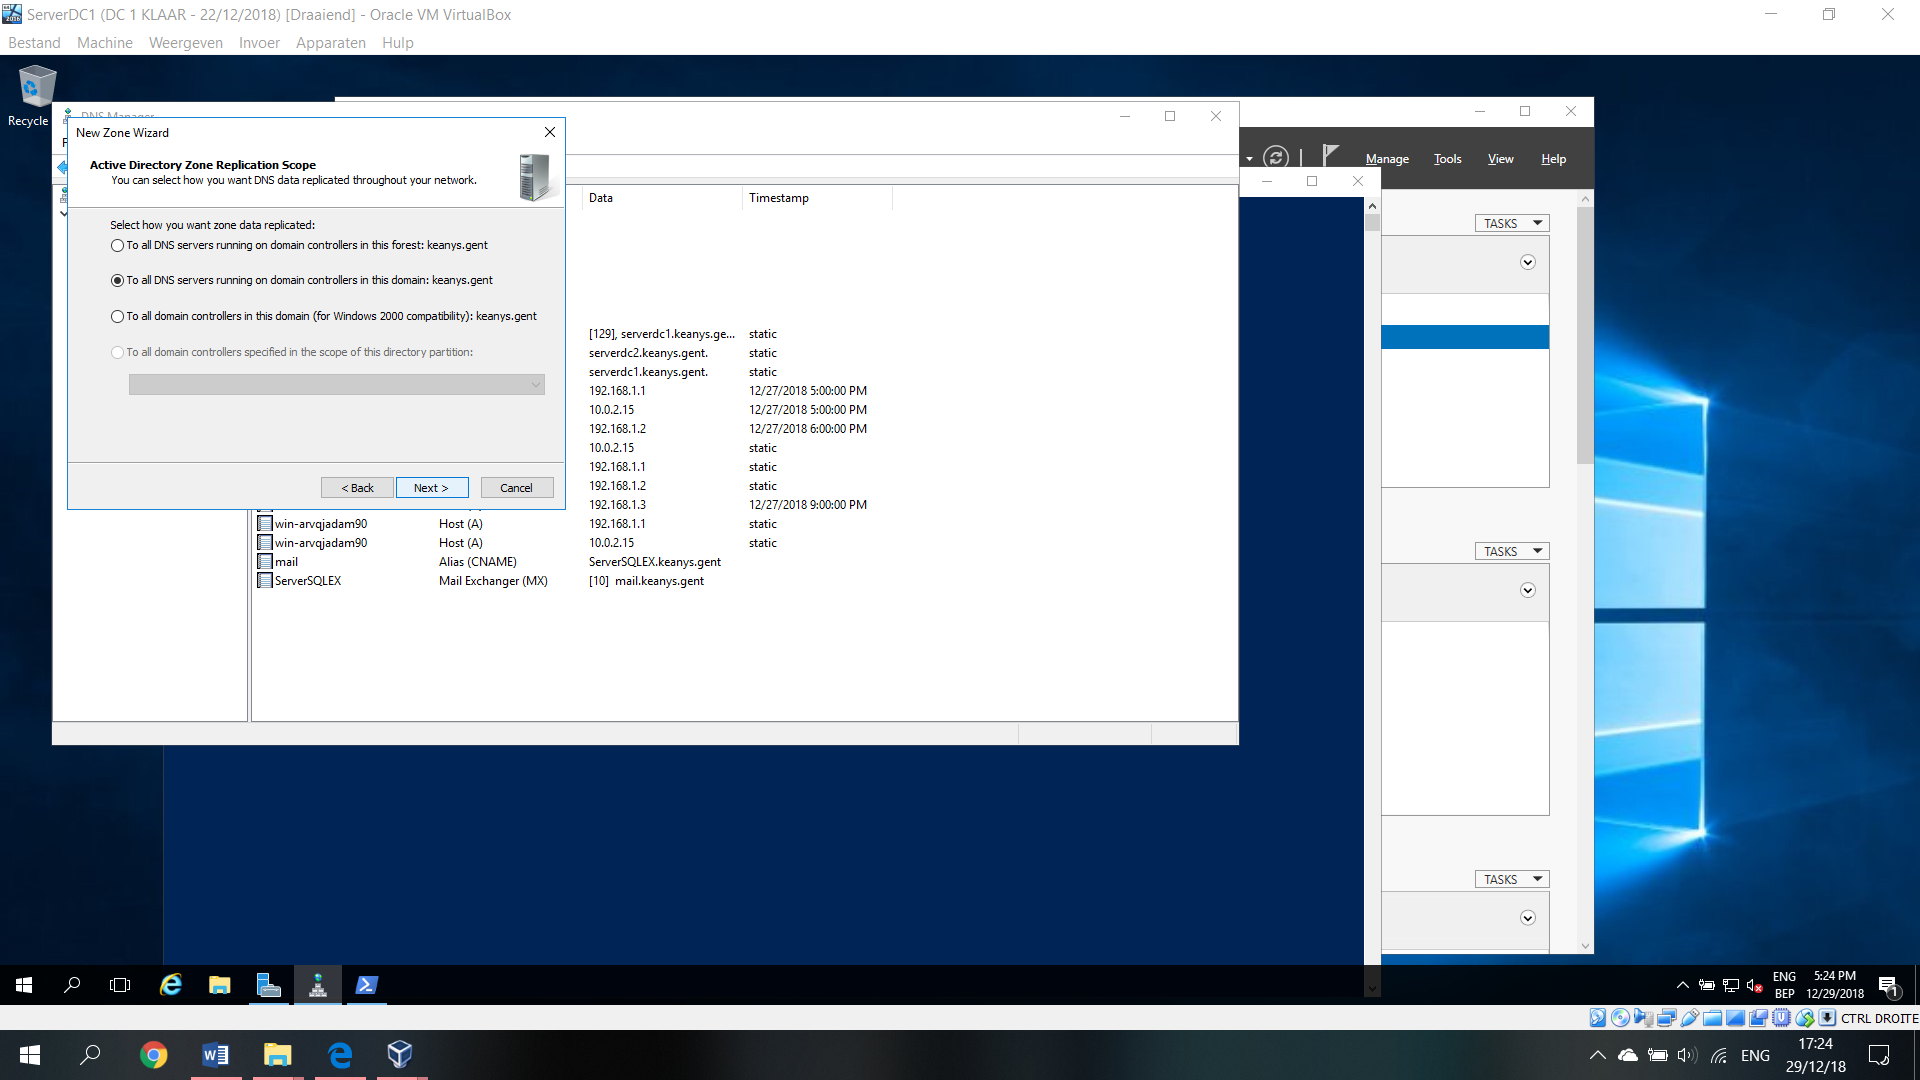 ServerDC1 (DC 1 KLAAR - 22/12/2018) [Draaiend] - Oracle VM VirtualBox
Bestand Machine Weergeven Invoer Apparaten Hulp
Recycle
DNS Manager
New Zone Wizard
Active Directory Zone Replication Scope
You can select how you want DNS data replicated throughout your network.
Select how you want zone data replicated:
To all DNS servers running on domain controllers in this forest: keanys.gent
To all DNS servers running on domain controllers in this domain: keanys.gent
To all domain controllers in this domain (for Windows 2000 compatibility): keanys.gent
To all domain controllers specified in the scope of this directory partition:
< Back Next > Cancel
Manage Tools View Help
Data Timestamp
[129], serverdc1.keanys.ge... static
serverdc2.keanys.gent. static
serverdc1.keanys.gent. static
192.168.1.1 12/27/2018 5:00:00 PM
10.0.2.15 12/27/2018 5:00:00 PM
192.168.1.2 12/27/2018 6:00:00 PM
10.0.2.15 static
192.168.1.1 static
192.168.1.2 static
192.168.1.3 12/27/2018 9:00:00 PM
win-arvqjadam90 Host (A) 192.168.1.1 static
win-arvqjadam90 Host (A) 10.0.2.15 static
mail Alias (CNAME) ServerSQLEX.keanys.gent
ServerSQLEX Mail Exchanger (MX) [10] mail.keanys.gent
TASKS
TASKS
TASKS
ENG 5:24 PM
BEP 12/29/2018
1
CTRL DROITE
ENG 17:24
29/12/18